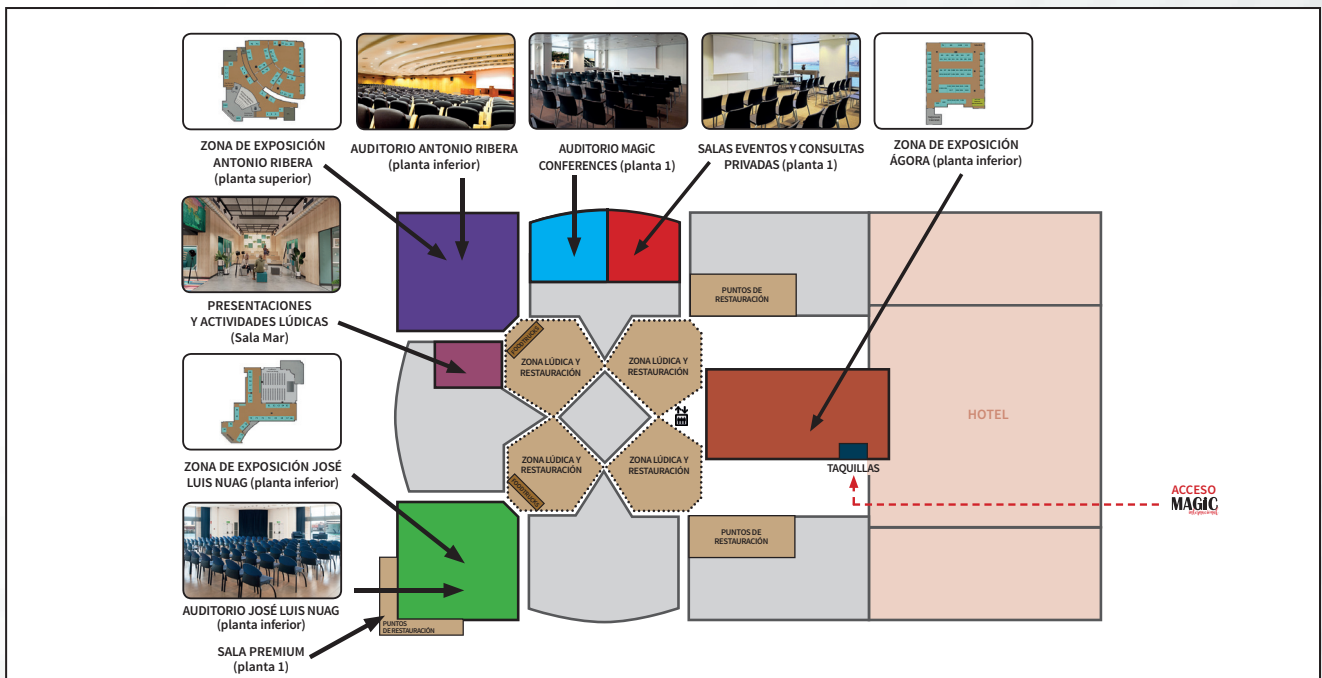 ZONA DE EXPOSICIÓN
ANTONIO RIBERA
(planta superior)
AUDITORIO ANTONIO RIBERA
(planta inferior)
AUDITORIO MAGiC
CONFERENCES (planta 1)
SALAS EVENTOS Y CONSULTAS
PRIVADAS (planta 1)
ZONA DE EXPOSICIÓN
ÁGORA (planta inferior)
PRESENTACIONES
Y ACTIVIDADES LÚDICAS
(Sala Mar)
PUNTOS DE
RESTAURACIÓN
FOODTRUCKS
ZONA LÚDICA Y
RESTAURACIÓN
ZONA LÚDICA Y
RESTAURACIÓN
HOTEL
ZONA DE EXPOSICIÓN JOSÉ
LUIS NUAG (planta inferior)
ZONA LÚDICA Y
RESTAURACIÓN
FOODTRUCKS
ZONA LÚDICA Y
RESTAURACIÓN
TAQUILLAS
ACCESO
MAGiC
PUNTOS DE
RESTAURACIÓN
AUDITORIO JOSÉ LUIS NUAG
(planta inferior)
PUNTOS
DE RESTAURACIÓN
SALA PREMIUM
(planta 1)